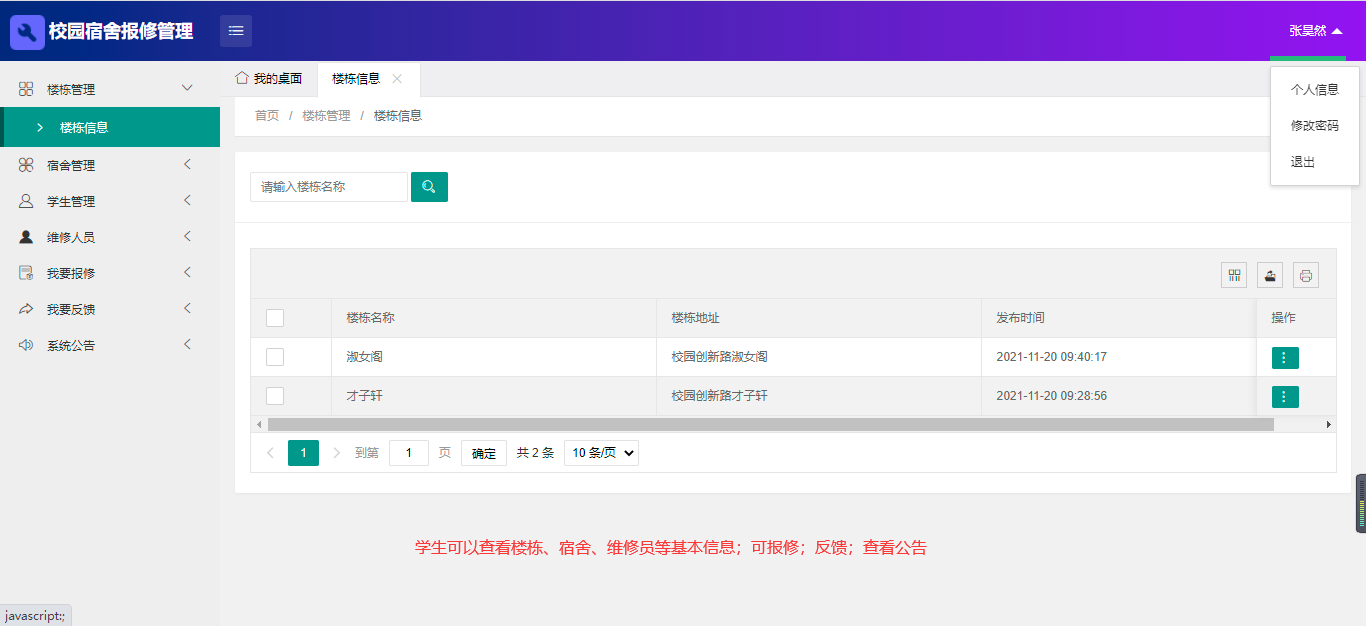 校园宿舍报修管理
张昊然
个人信息
修改密码
退出
楼栋管理
楼栋信息
宿舍管理
学生管理
维修人员
我要报修
我要反馈
系统公告
我的桌面
楼栋信息
首页 / 楼栋管理 / 楼栋信息
请输入楼栋名称
楼栋名称 楼栋地址 发布时间 操作
淑女阁 校园创新路淑女阁 2021-11-20 09:40:17
才子轩 校园创新路才子轩 2021-11-20 09:28:56
1 到第 1 页 确定 共 2 条 10 条/页
学生可以查看楼栋、宿舍、维修员等基本信息；可报修；反馈；查看公告
javascript:;